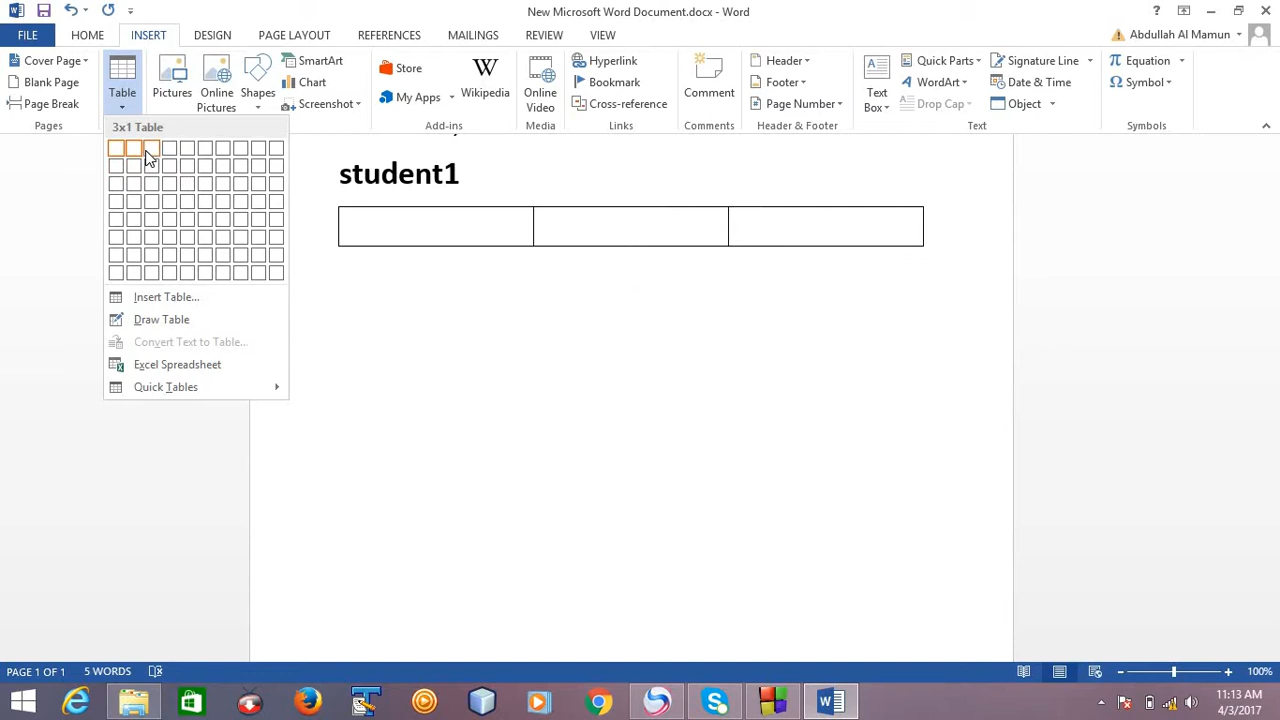 New Microsoft Word Document.docx - Word
?
FILE
HOME
INSERT
DESIGN
PAGE LAYOUT
REFERENCES
MAILINGS
REVIEW
VIEW
Abdullah Al Mamun
Cover Page
Blank Page
Page Break
Pages
Table
Pictures
Online Pictures
Shapes
SmartArt
Chart
Screenshot
Store
My Apps
W
Wikipedia
Add-ins
Online Video
Media
Hyperlink
Bookmark
Cross-reference
Links
Comment
Comments
Header
Footer
Page Number
Header & Footer
Text Box
Quick Parts
WordArt
Drop Cap
Signature Line
Date & Time
Object
Text
Equation
Symbol
Symbols
3x1 Table
Insert Table...
Draw Table
Convert Text to Table...
Excel Spreadsheet
Quick Tables
student1
PAGE 1 OF 1
5 WORDS
100%
11:13 AM
4/3/2017